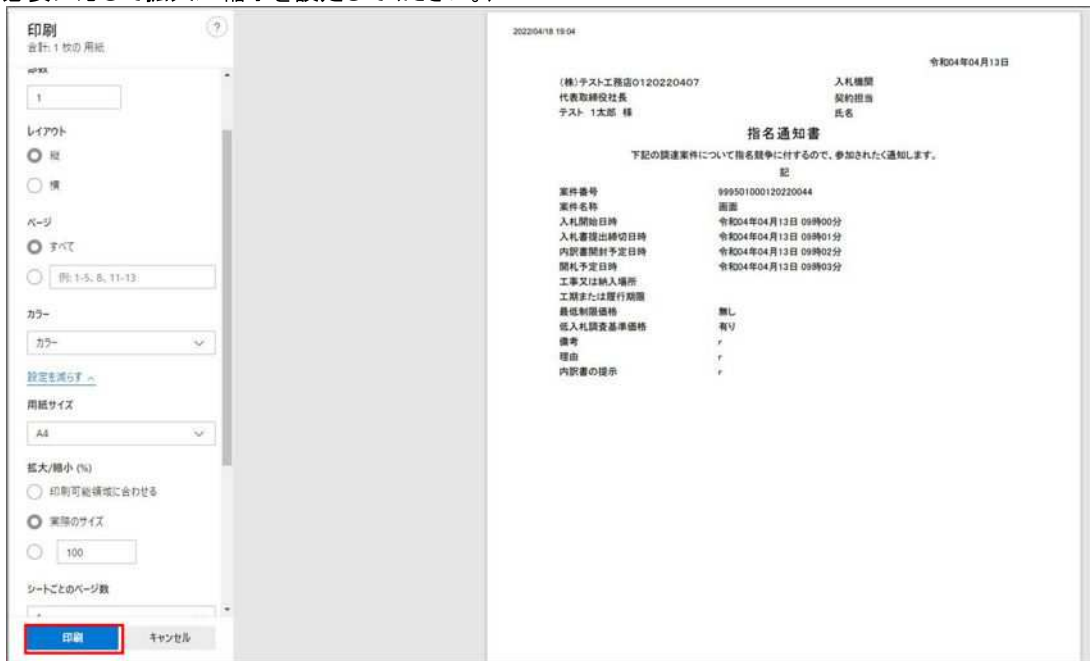 印刷
?
合計: 1 枚の 用紙
1
レイアウト
縦
横
ページ
すべて
例: 1-5, 8, 11-13
カラー
カラー
設定を減らす
用紙サイズ
A4
拡大/縮小 (%)
印刷可能領域に合わせる
実際のサイズ
100
シートごとのページ数
印刷
キャンセル
2022/04/18 19:04
令和04年04月13日
(株)テスト工務店0120220407
入札機関
代表取締役社長
契約担当
テスト 1太郎 様
氏名
指名通知書
下記の調達案件について指名競争に付するので、参加されたく通知します。
記
案件番号 999501000120220044
案件名称 画面
入札開始日時 令和04年04月13日 09時00分
入札書提出締切日時 令和04年04月13日 09時01分
内訳書開封予定日時 令和04年04月13日 09時02分
開札予定日時 令和04年04月13日 09時03分
工事又は納入場所
工期または履行期限
最低制限価格 無し
低入札調査基準価格 有り
備考 r
理由 r
内訳書の提示 r